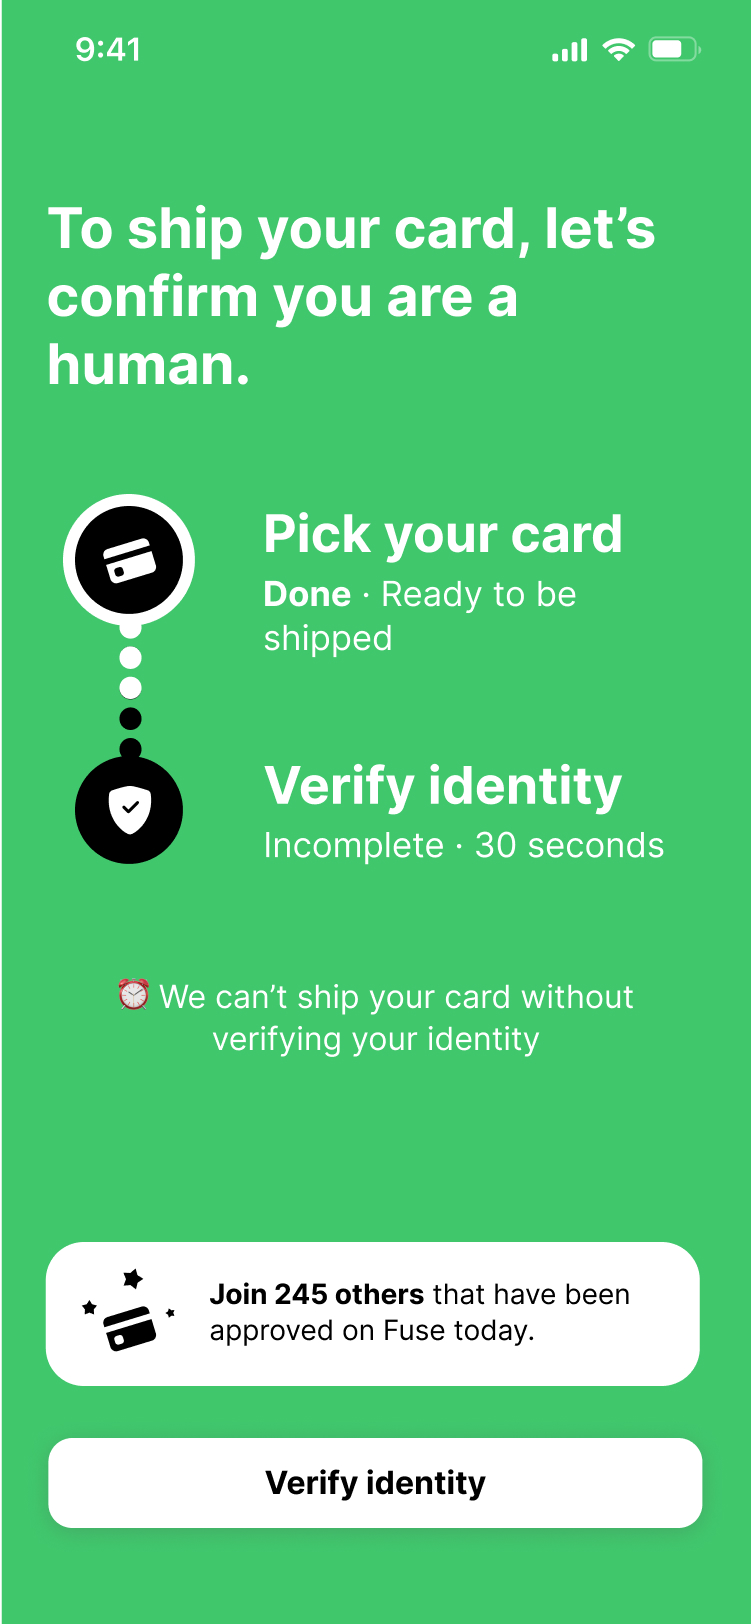 9:41
To ship your card, let’s
confirm you are a
human.
Pick your card
Done · Ready to be
shipped
Verify identity
Incomplete · 30 seconds
⏰ We can’t ship your card without
verifying your identity
Join 245 others that have been
approved on Fuse today.
Verify identity